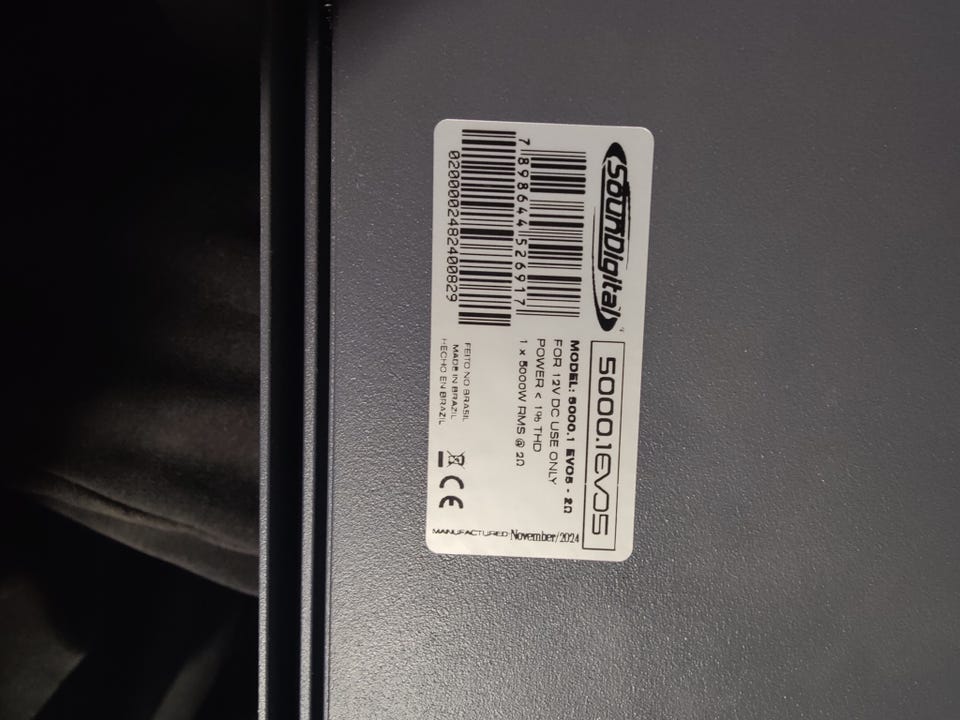 SounDigital
5000.1EVO5
7 898644 526917
02000002482400829
MODEL: 5000.1 EVO5 - 2Ω
FOR 12V DC USE ONLY
POWER < 1% THD
1 x 5000W RMS @ 2Ω
FEITO NO BRASIL
MADE IN BRAZIL
HECHO EN BRAZIL
CE
MANUFACTURED November/2024